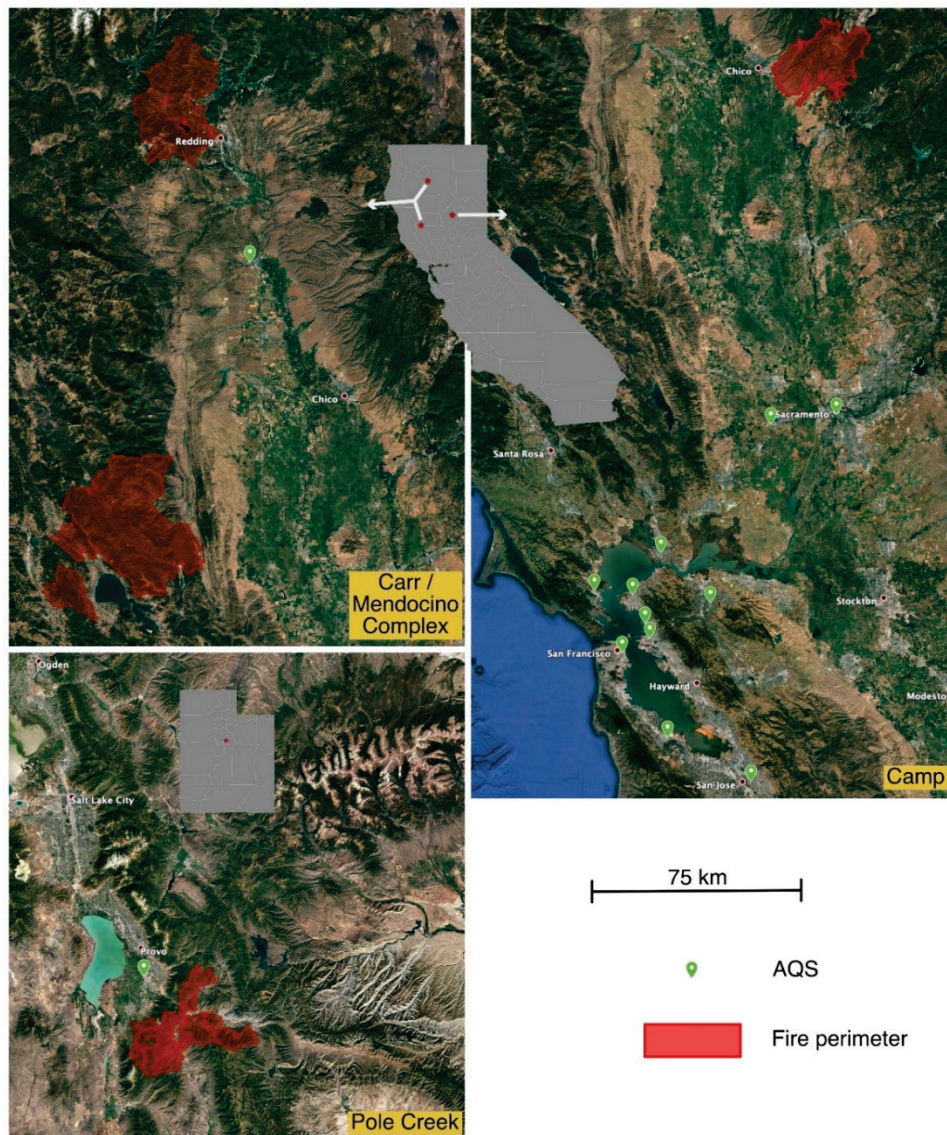 Redding
Chico
Carr /
Mendocino
Complex
Chico
Sacramento
Santa Rosa
Stockton
San Francisco
Hayward
Modesto
San Jose
Camp
Ogden
Salt Lake City
Provo
Pole Creek
75 km
AQS
Fire perimeter